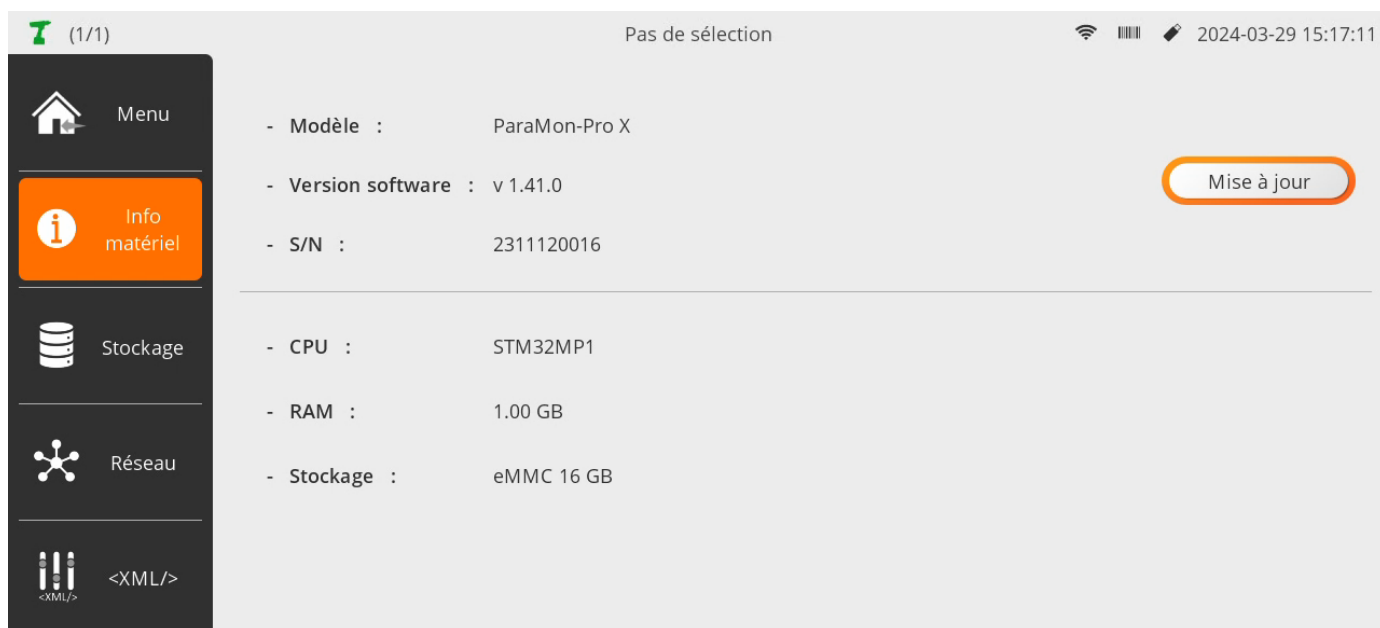 (1/1) Pas de sélection 2024-03-29 15:17:11
Menu
- Modèle : ParaMon-Pro X
- Version software : v 1.41.0
Mise à jour
Info
matériel
- S/N : 2311120016
Stockage
- CPU : STM32MP1
- RAM : 1.00 GB
Réseau
- Stockage : eMMC 16 GB
<XML/>
<XML/>